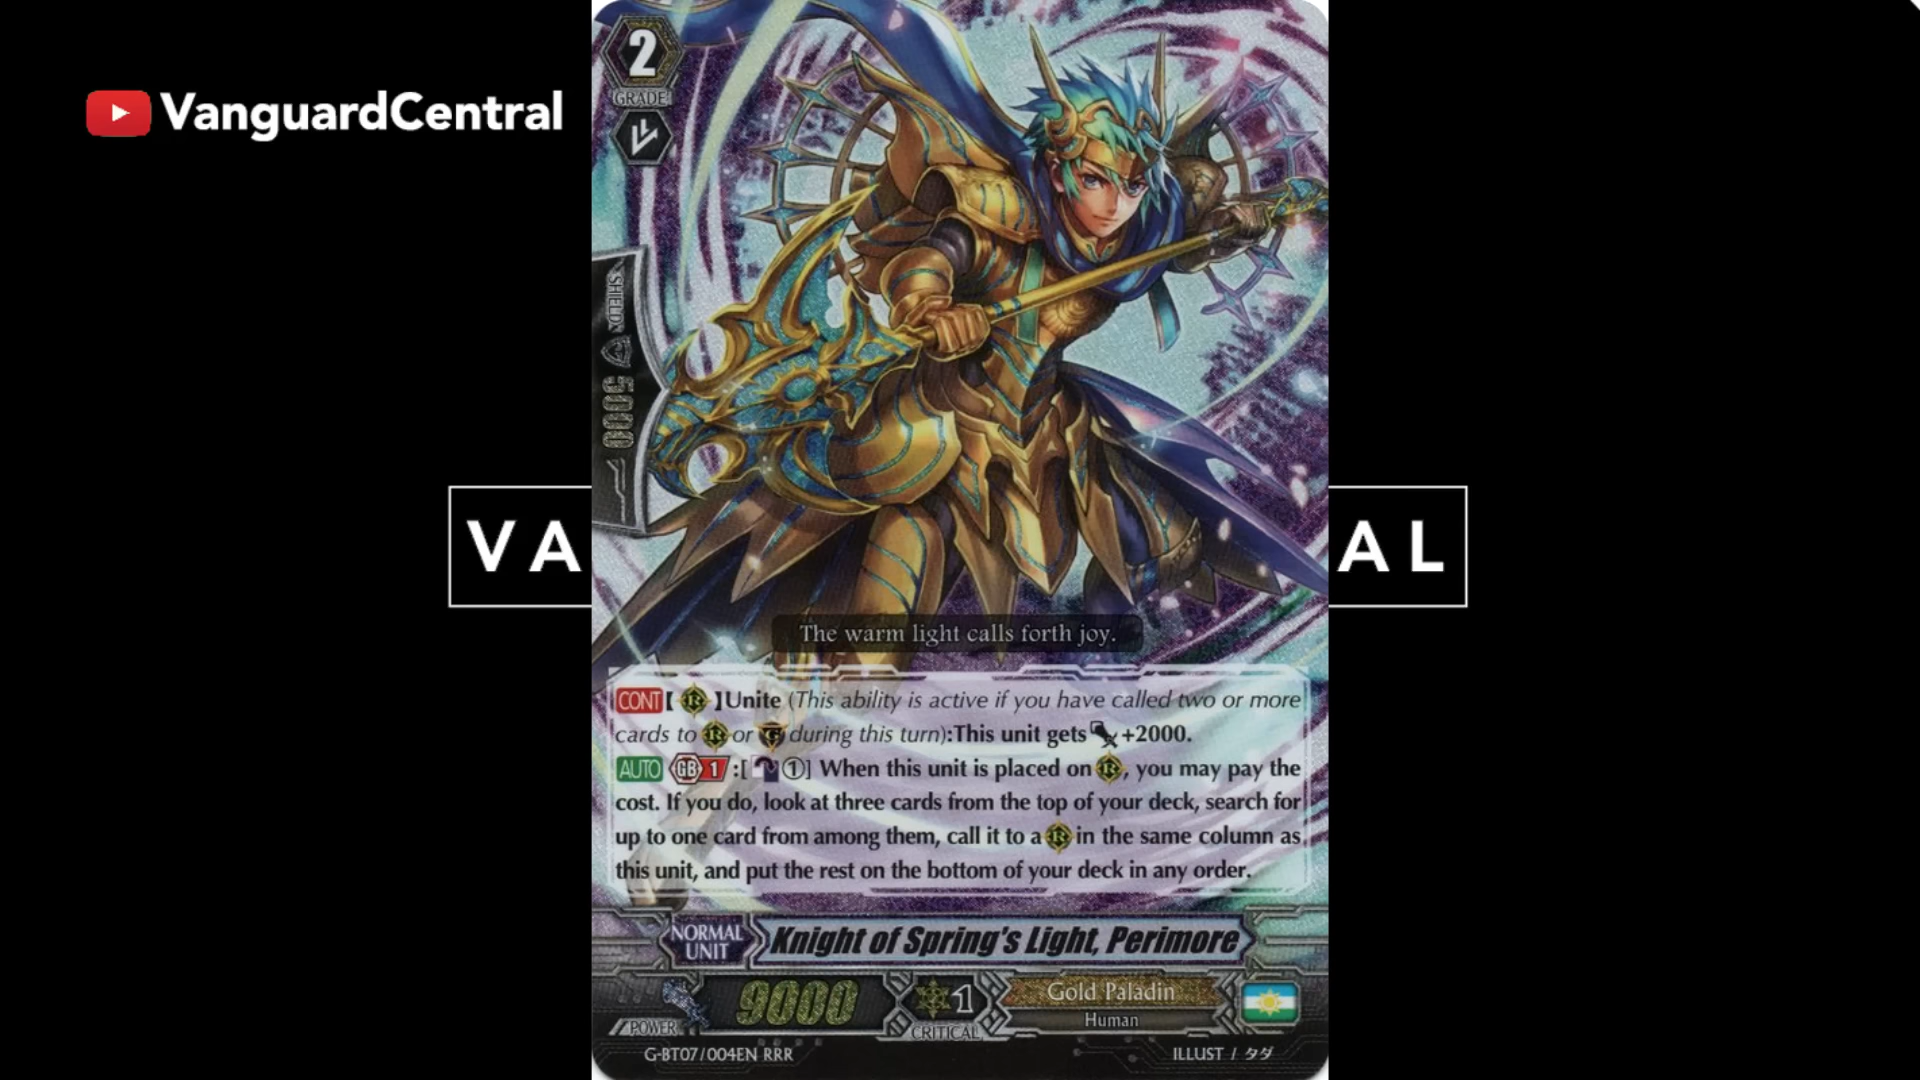 VanguardCentral
VA
AL
2
GRADE
SHIELD
5000
The warm light calls forth joy.
CONT【R】Unite (This ability is active if you have called two or more
cards to R or G during this turn):This unit gets +2000.
AUTO GB 1 :[ ①] When this unit is placed on R, you may pay the
cost. If you do, look at three cards from the top of your deck, search for
up to one card from among them, call it to a R in the same column as
this unit, and put the rest on the bottom of your deck in any order.
NORMAL
UNIT
Knight of Spring's Light, Perimore
POWER
9000
1
CRITICAL
Gold Paladin
Human
G-BT07/004EN RRR
ILLUST / タダ